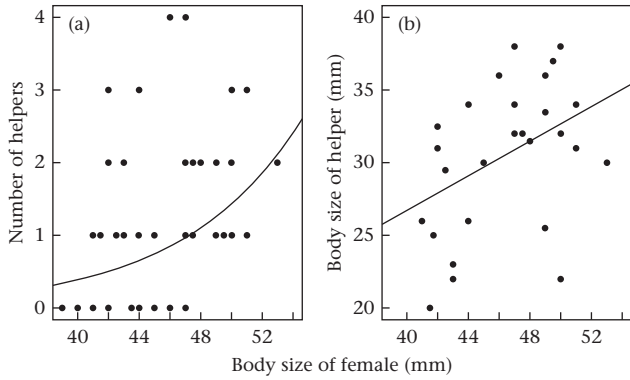 (a)
Number of helpers
4
3
2
1
0
40 44 48 52
(b)
Body size of helper (mm)
40
35
30
25
20
40 44 48 52
Body size of female (mm)